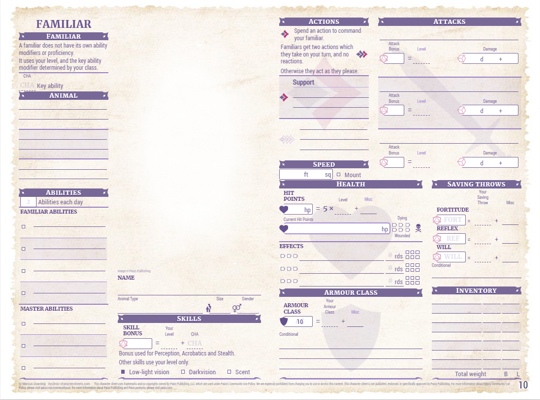 FAMILIAR
FAMILIAR
A familiar does not have its own ability
modifiers or proficiency.
It uses your level, and the key ability
modifier determined by your class.
CHA
CHA Key ability
ANIMAL
ABILITIES
Abilities each day
FAMILIAR ABILITIES
MASTER ABILITIES
NAME
Animal Type
Size
Gender
SKILLS
SKILL
BONUS
Your
Level
CHA
= + CHA
Bonus used for Perception, Acrobatics and Stealth.
Other skills use your level only.
Low-light vision Darkvision Scent
ACTIONS
Spend an action to command
your familiar.
Familiars get two actions which
they take on your turn, and no
reactions.
Otherwise they act as they please.
Support
SPEED
ft sq Mount
HEALTH
HIT
POINTS
Level Misc
hp = 5 × +
Current Hit Points
Dying
hp
Wounded
EFFECTS
rds
rds
rds
ARMOUR CLASS
ARMOUR
CLASS
Your
Armour
Class
Misc
10 = +
Conditional
ATTACKS
Attack
Bonus
Level
Damage
= d +
Attack
Bonus
Level
Damage
= d +
Attack
Bonus
Level
Damage
= d +
SAVING THROWS
Your
Saving
Throw
Misc
FORTITUDE
FORT = +
REFLEX
REF = +
WILL
WILL = +
Conditional
INVENTORY
Total weight B L
10